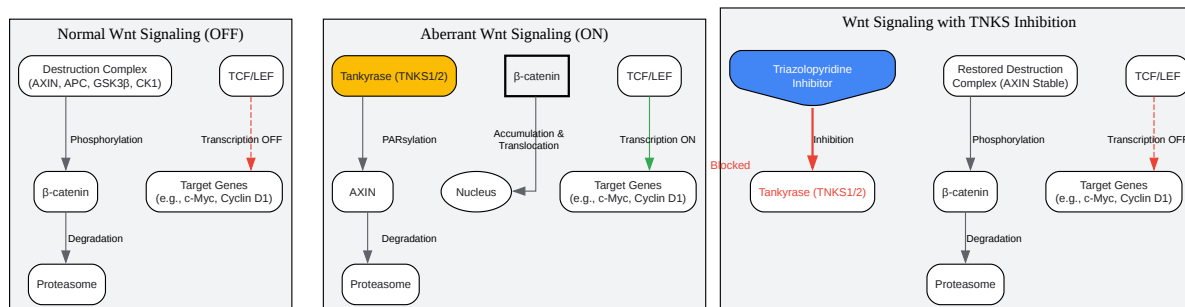 Normal Wnt Signaling (OFF)
Destruction Complex
(AXIN, APC, GSK3β, CK1)
TCF/LEF
Phosphorylation
Transcription OFF
β-catenin
Target Genes
(e.g., c-Myc, Cyclin D1)
Degradation
Proteasome
Aberrant Wnt Signaling (ON)
Tankyrase (TNKS1/2)
β-catenin
TCF/LEF
PARsylation
Accumulation &
Translocation
Transcription ON
AXIN
Nucleus
Target Genes
(e.g., c-Myc, Cyclin D1)
Degradation
Proteasome
Wnt Signaling with TNKS Inhibition
Triazolopyridine
Inhibitor
Restored Destruction
Complex (AXIN Stable)
TCF/LEF
Inhibition
Phosphorylation
Transcription OFF
Blocked
Tankyrase (TNKS1/2)
β-catenin
Target Genes
(e.g., c-Myc, Cyclin D1)
Degradation
Proteasome